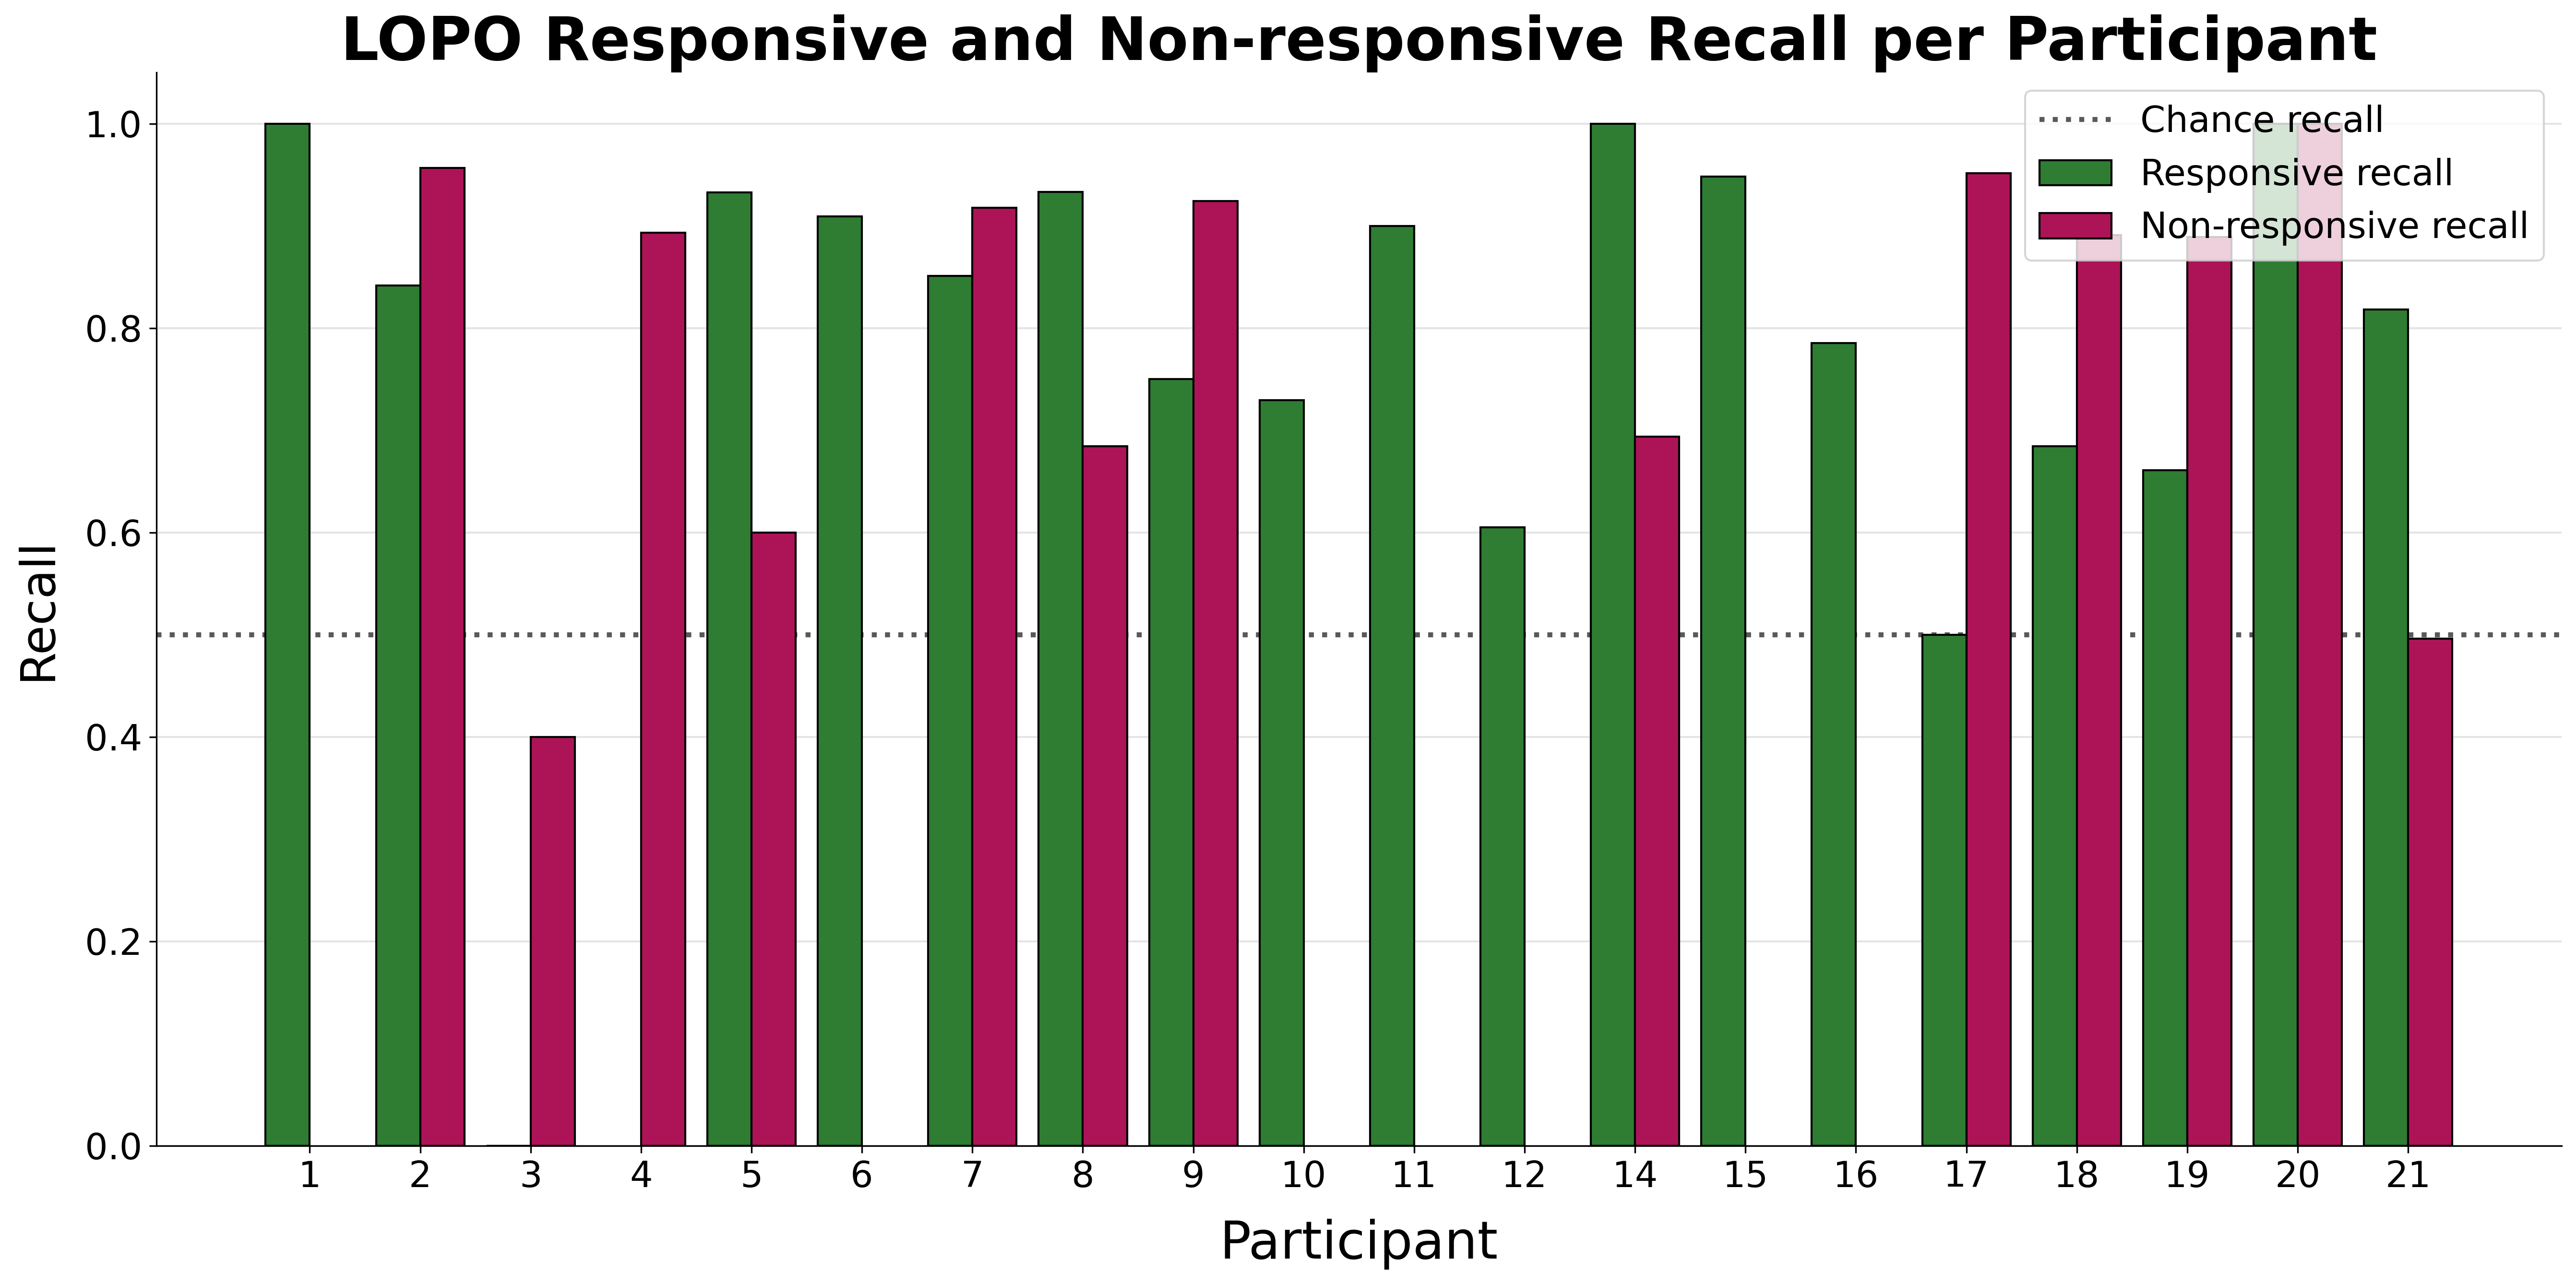 LOPO Responsive and Non-responsive Recall per Participant
Chance recall
Responsive recall
Non-responsive recall
1.0
0.8
0.6
0.4
0.2
0.0
Recall
1 2 3 4 5 6 7 8 9 10 11 12 14 15 16 17 18 19 20 21
Participant